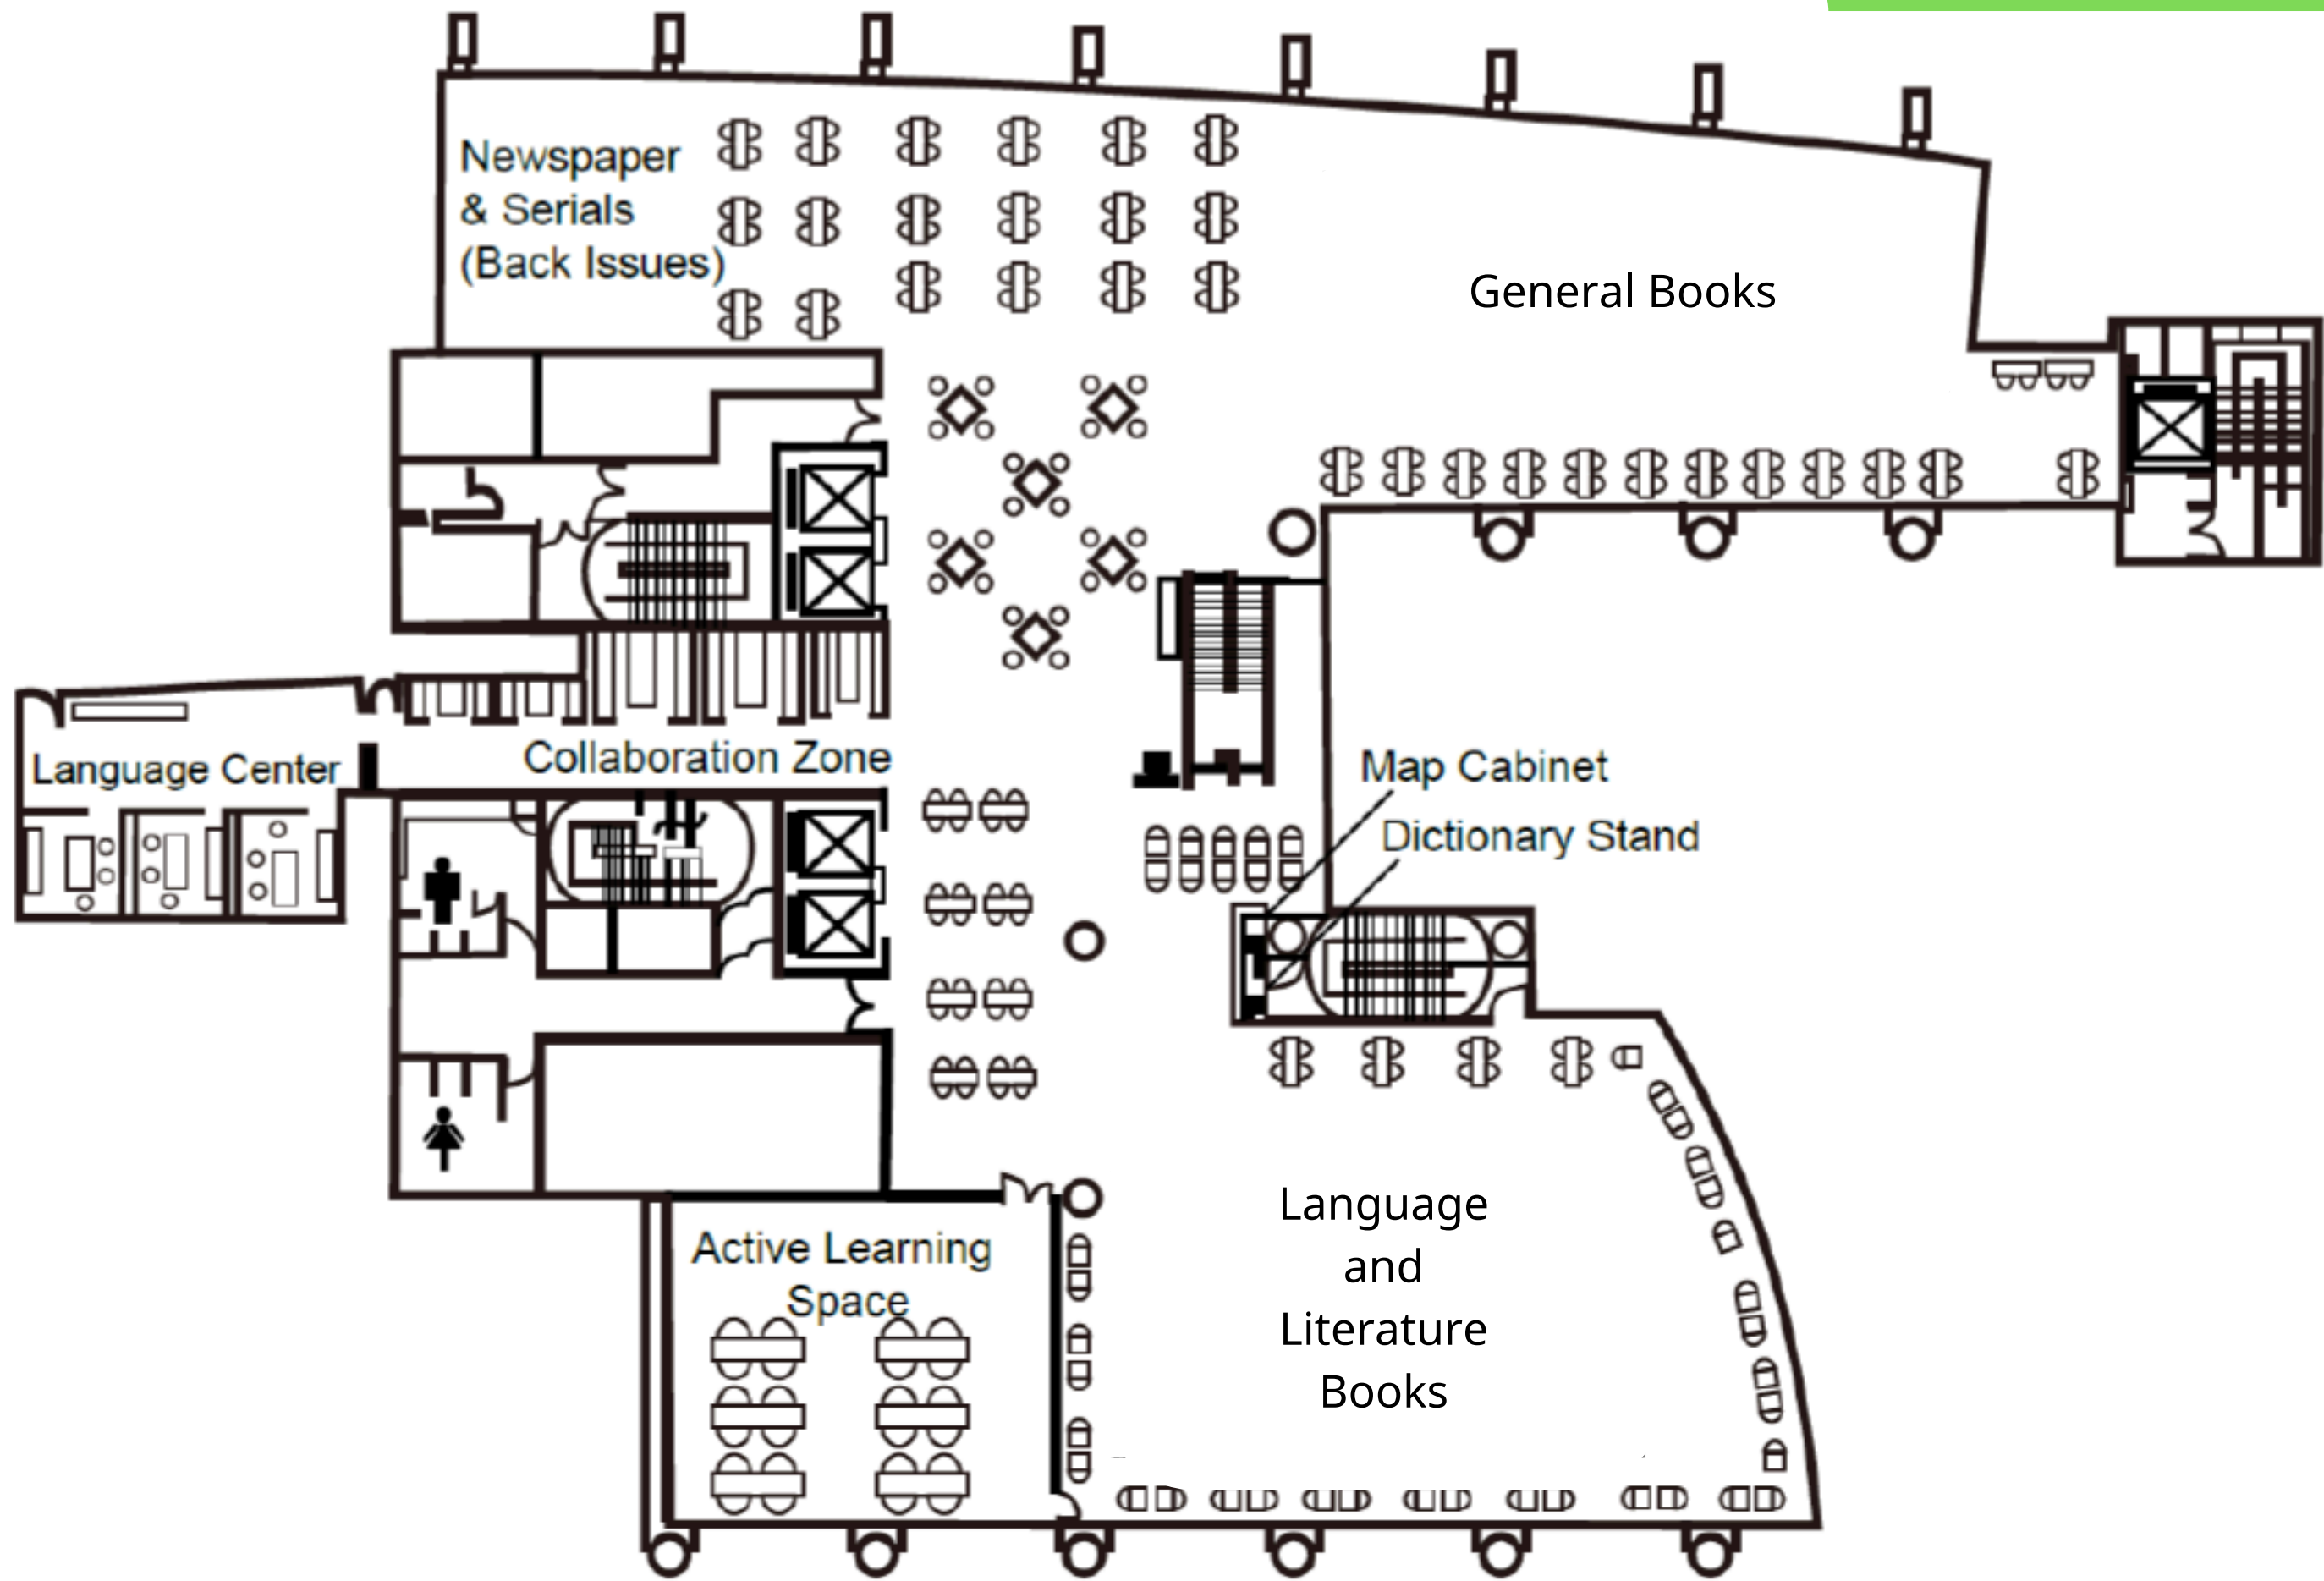 Newspaper
& Serials
(Back Issues)
General Books
Language Center
Collaboration Zone
Map Cabinet
Dictionary Stand
Active Learning
Space
Language
and
Literature
Books